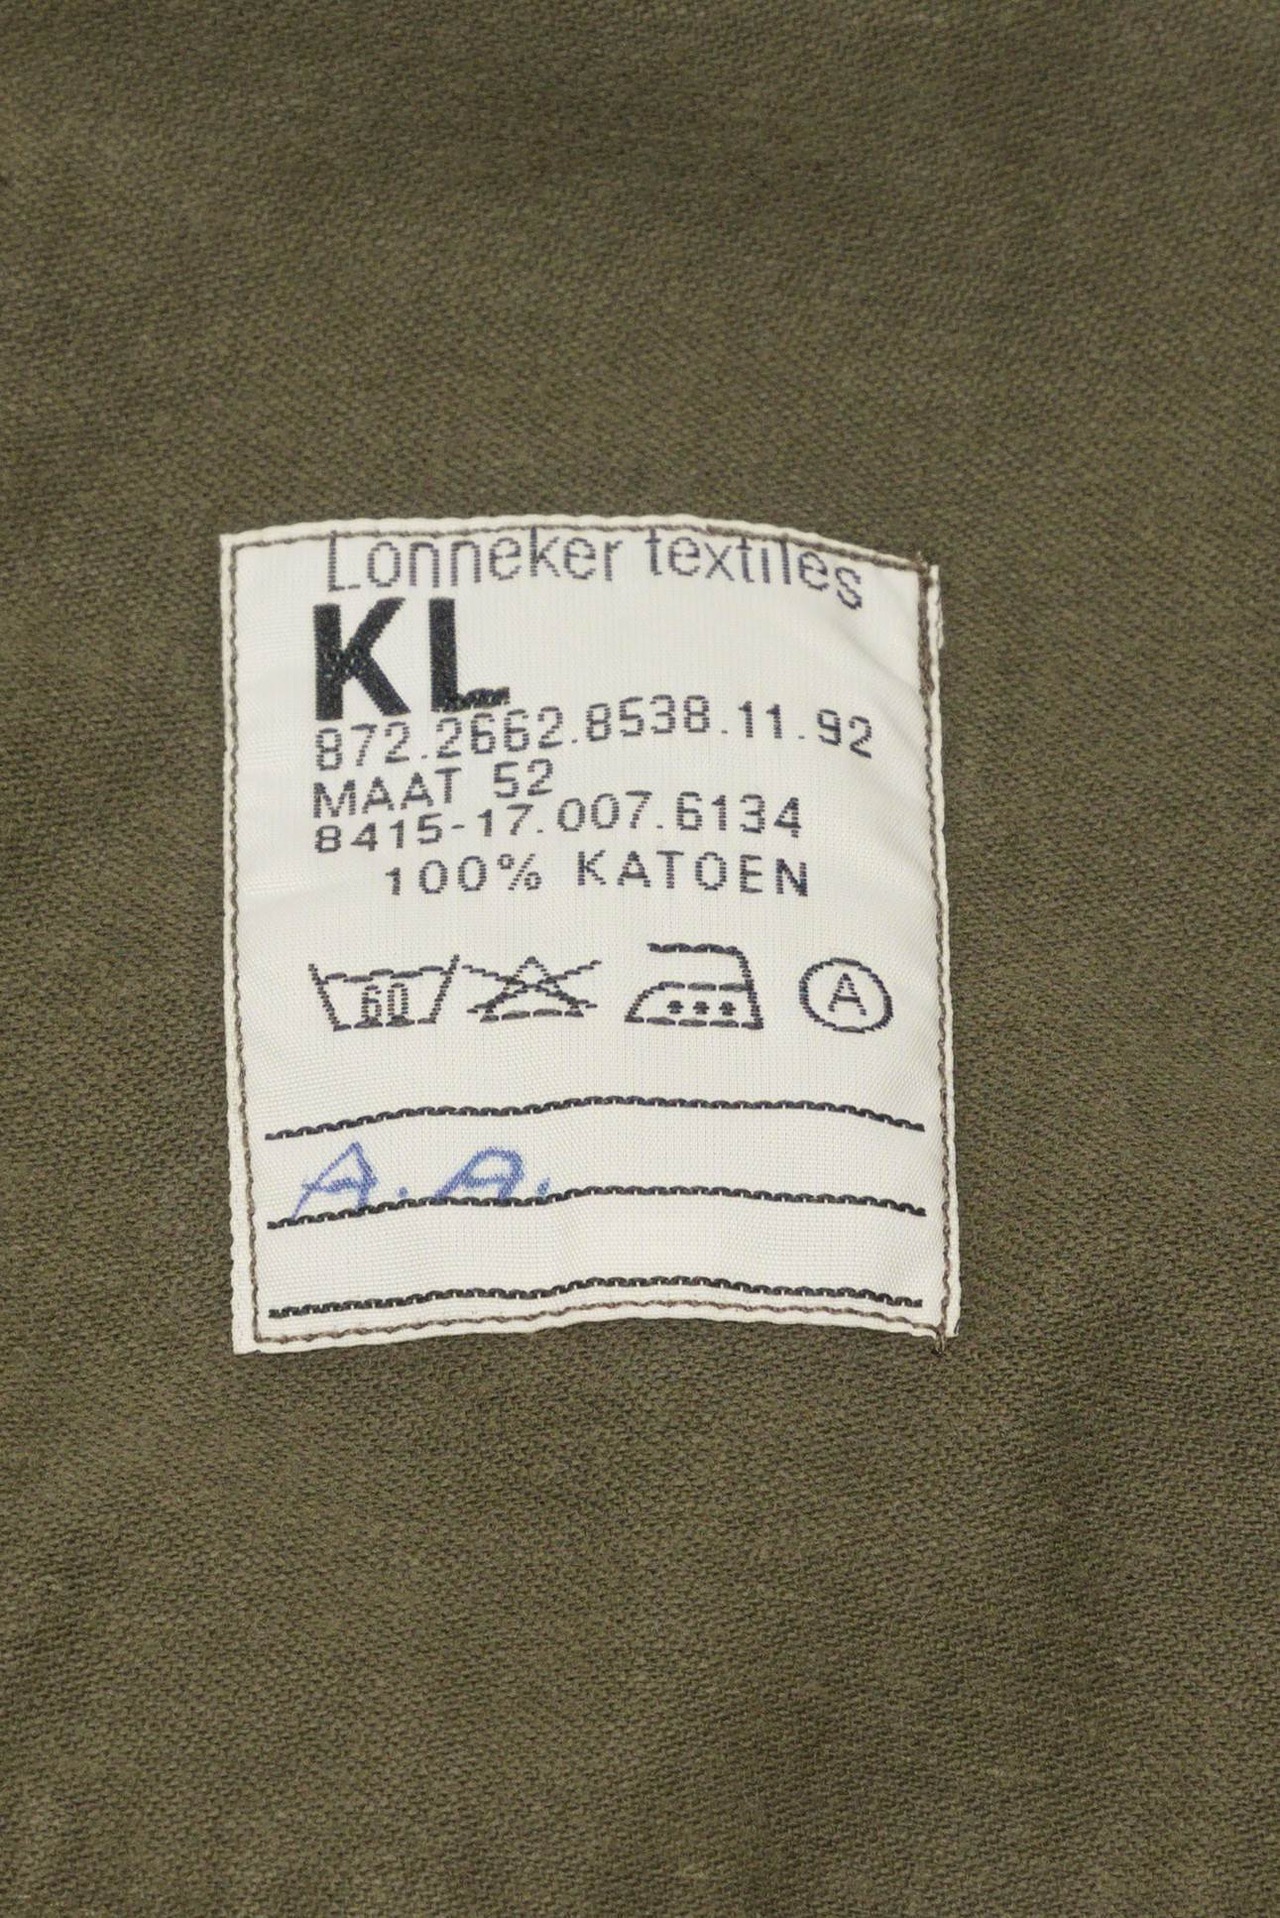 Lonneker textiles
KL
872.2662.8538.11.92
MAAT 52
8415-17.007.6134
100% KATOEN
60 A
A. A.